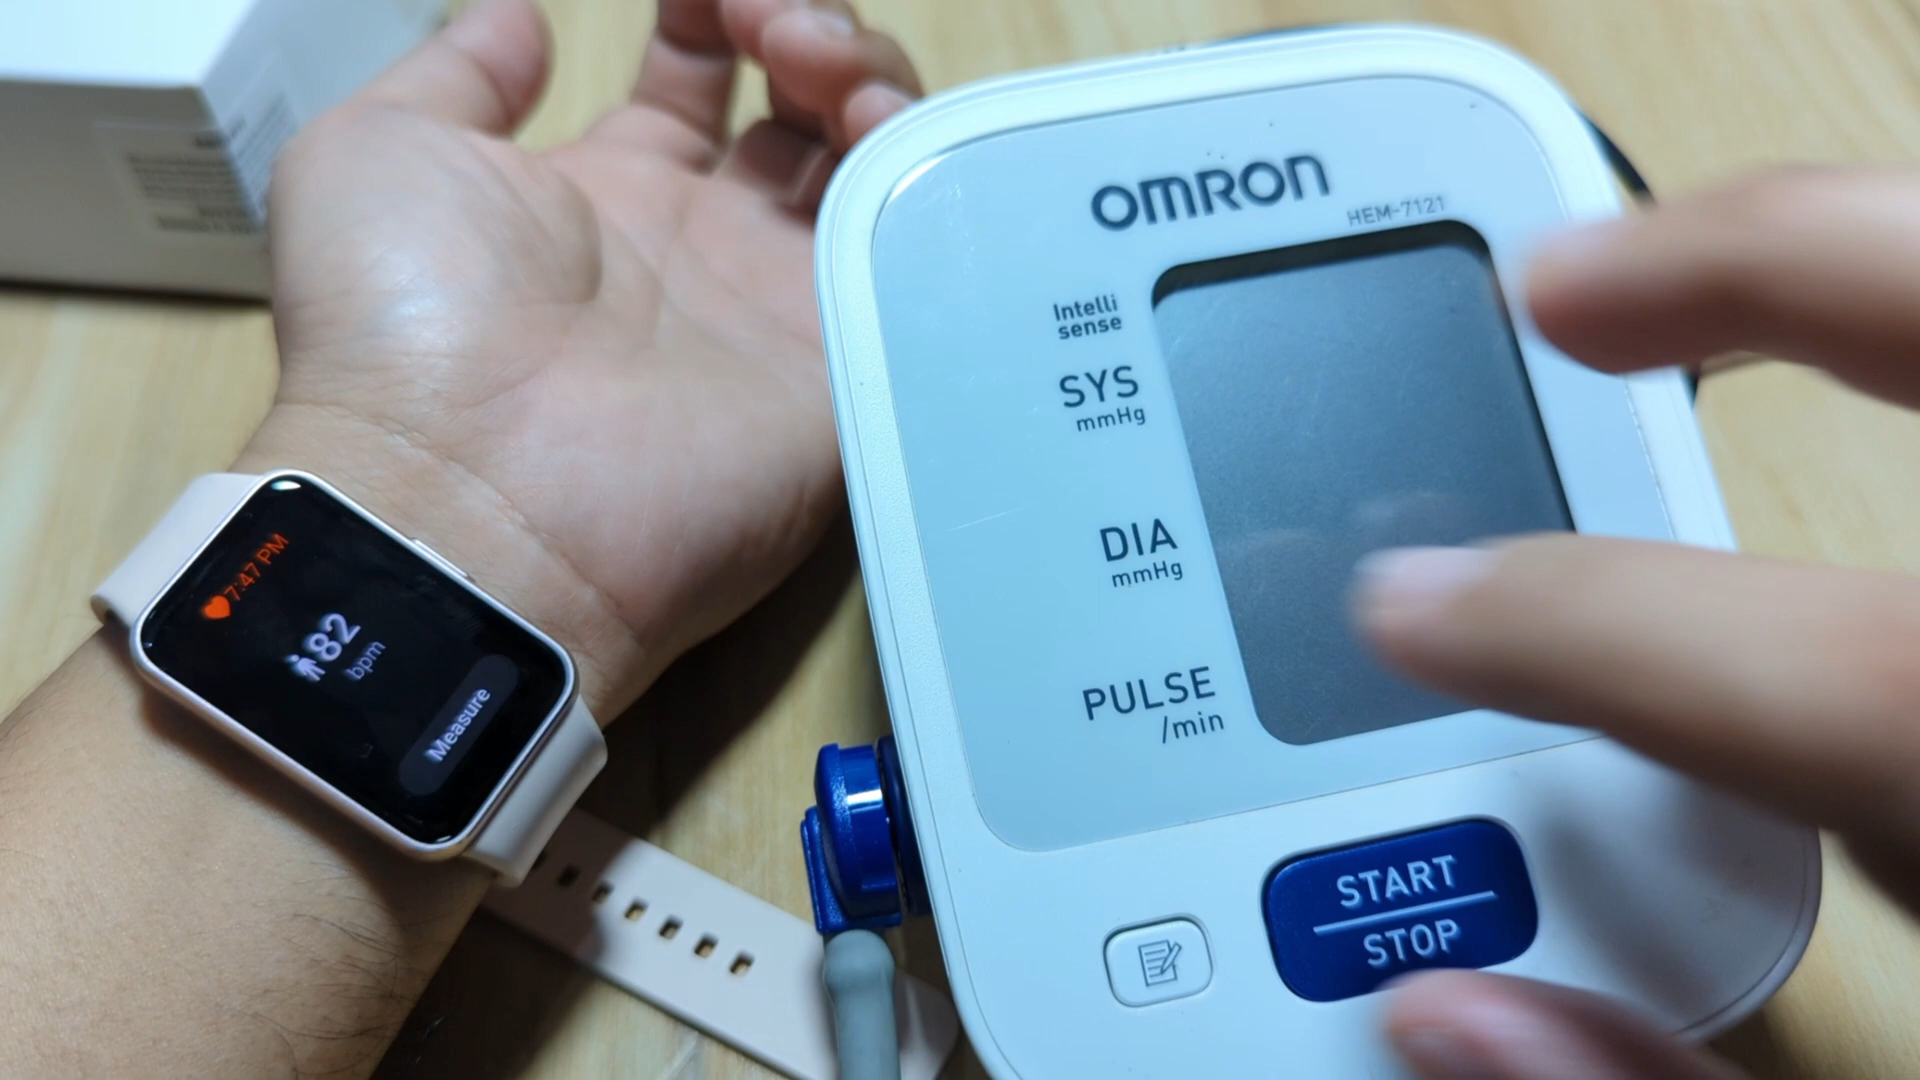 7:47 PM
82
bpm
Measure
OMRON
HEM-7121
Intelli
sense
SYS
mmHg
DIA
mmHg
PULSE
/min
START
STOP